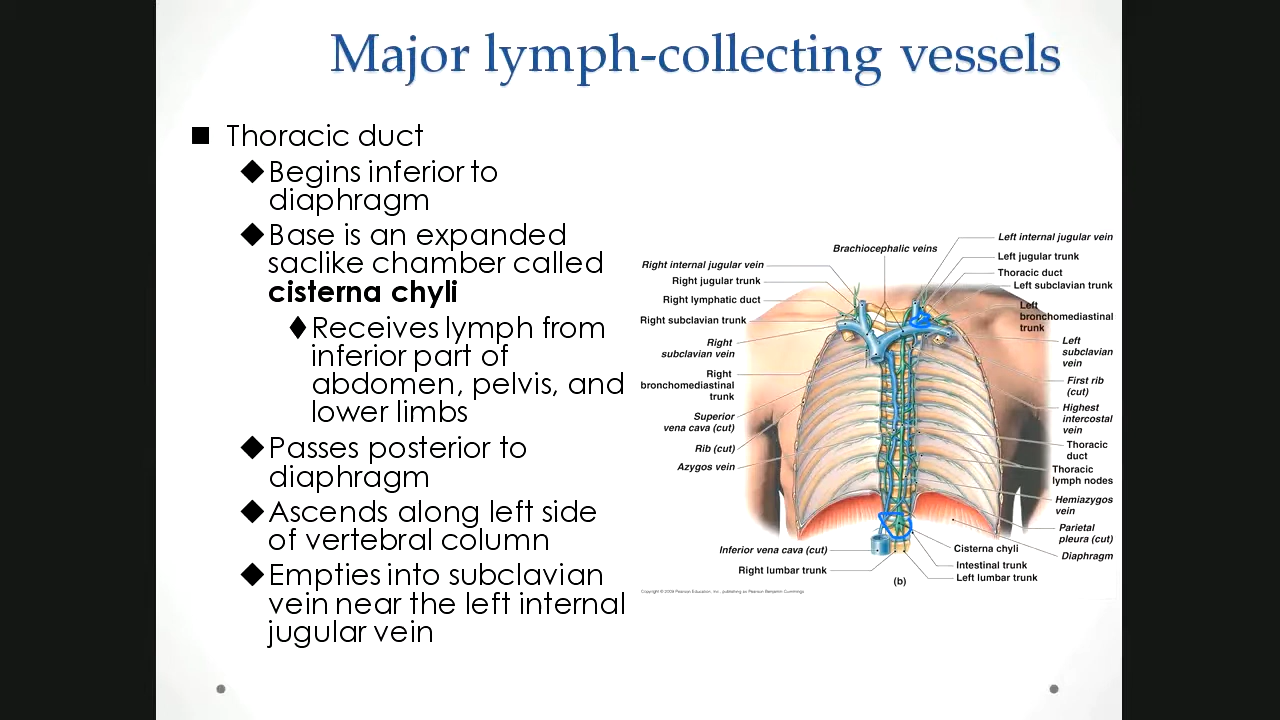 Major lymph-collecting vessels
■ Thoracic duct
◆Begins inferior to
diaphragm
◆Base is an expanded
saclike chamber called
cisterna chyli
♦Receives lymph from
inferior part of
abdomen, pelvis, and
lower limbs
◆Passes posterior to
diaphragm
◆Ascends along left side
of vertebral column
◆Empties into subclavian
vein near the left internal
jugular vein
Brachiocephalic veins
Right internal jugular vein
Right jugular trunk
Right lymphatic duct
Right subclavian trunk
Right
subclavian vein
Right
bronchomediastinal
trunk
Superior
vena cava (cut)
Rib (cut)
Azygos vein
Inferior vena cava (cut)
Right lumbar trunk
Left internal jugular vein
Left jugular trunk
Thoracic duct
Left subclavian trunk
Left
bronchomediastinal
trunk
Left
subclavian
vein
First rib
(cut)
Highest
intercostal
vein
Thoracic
duct
Thoracic
lymph nodes
Hemiazygos
vein
Parietal
pleura (cut)
Diaphragm
Cisterna chyli
Intestinal trunk
Left lumbar trunk
(b)
Copyright © 2009 Pearson Education, Inc., publishing as Pearson Benjamin Cummings